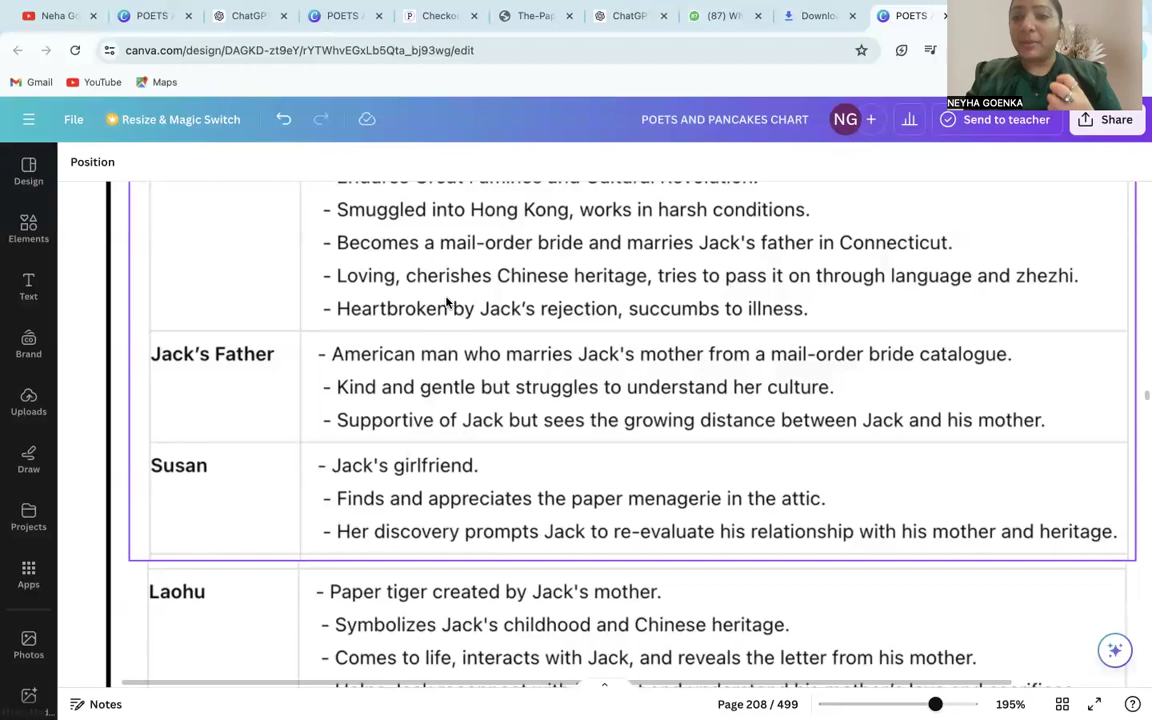 Neha Go
POETS A
ChatGP
POETS A
Checko
The-Pap
ChatGP
(87) Wh
Downlo
POETS A
canva.com/design/DAGKD-zt9eY/rYTWhvEGxLb5Qta_bj93wg/edit
Gmail
YouTube
Maps
NEYHA GOENKA
File
Resize & Magic Switch
POETS AND PANCAKES CHART
NG
Send to teacher
Share
Position
Design
Elements
Text
Brand
Uploads
Draw
Projects
Apps
Photos
- Endures Great Famines and Cultural Revolution.
- Smuggled into Hong Kong, works in harsh conditions.
- Becomes a mail-order bride and marries Jack's father in Connecticut.
- Loving, cherishes Chinese heritage, tries to pass it on through language and zhezhi.
- Heartbroken by Jack's rejection, succumbs to illness.
Jack's Father
- American man who marries Jack's mother from a mail-order bride catalogue.
- Kind and gentle but struggles to understand her culture.
- Supportive of Jack but sees the growing distance between Jack and his mother.
Susan
- Jack's girlfriend.
- Finds and appreciates the paper menagerie in the attic.
- Her discovery prompts Jack to re-evaluate his relationship with his mother and heritage.
Laohu
- Paper tiger created by Jack's mother.
- Symbolizes Jack's childhood and Chinese heritage.
- Comes to life, interacts with Jack, and reveals the letter from his mother.
Notes
Page 208 / 499
195%